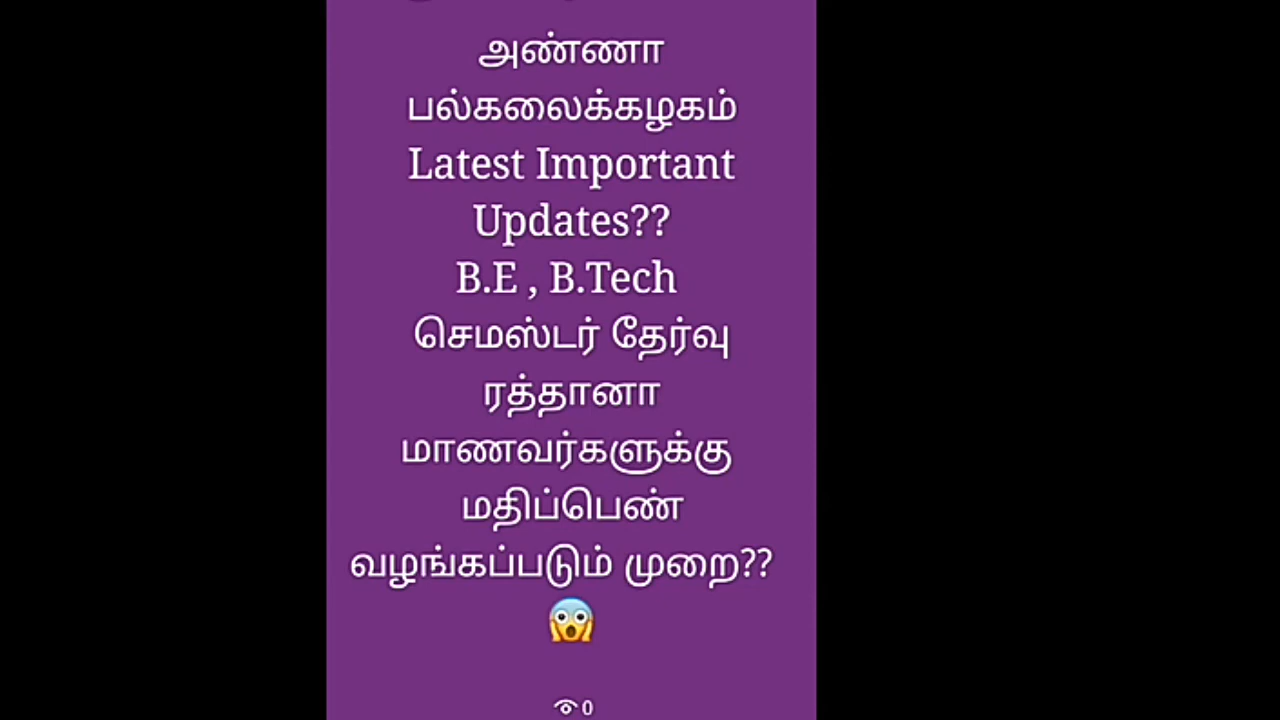 அண்ணா
பல்கலைக்கழகம்
Latest Important
Updates??
B.E , B.Tech
செமஸ்டர் தேர்வு
ரத்தானா
மாணவர்களுக்கு
மதிப்பெண்
வழங்கப்படும் முறை??
😱
0